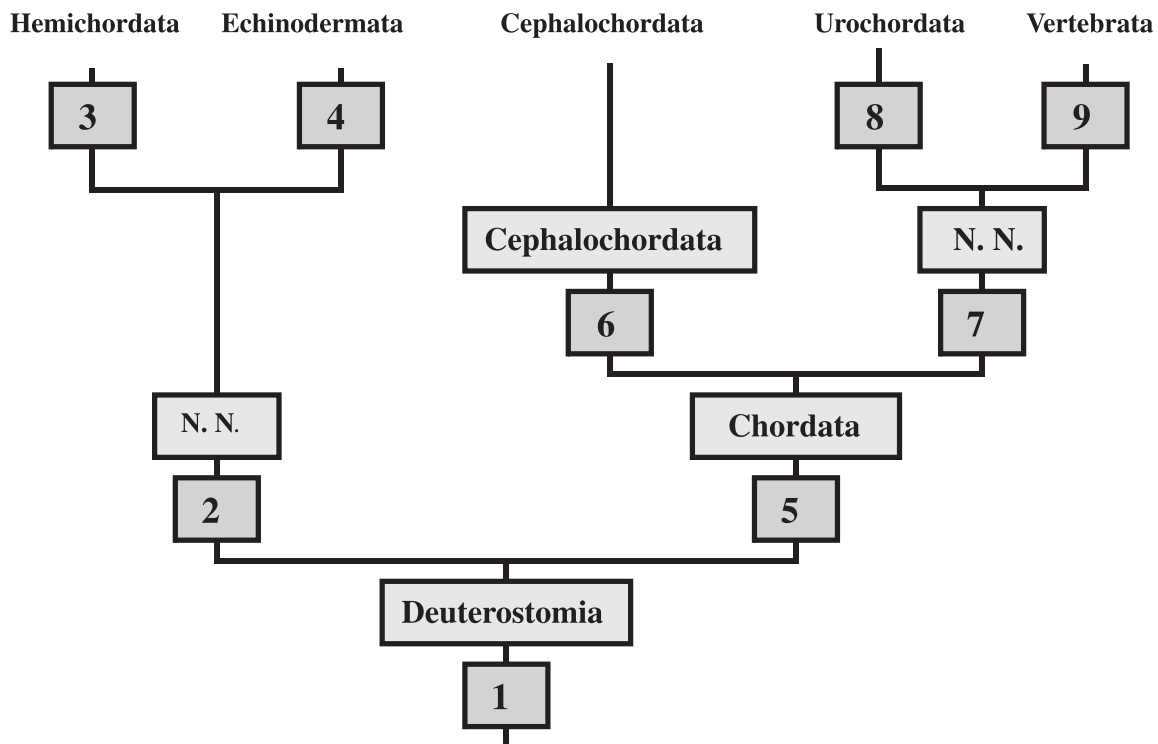 Hemichordata Echinodermata Cephalochordata Urochordata Vertebrata
3 4 8 9
Cephalochordata N. N.
6 7
N. N. Chordata
2 5
Deuterostomia
1